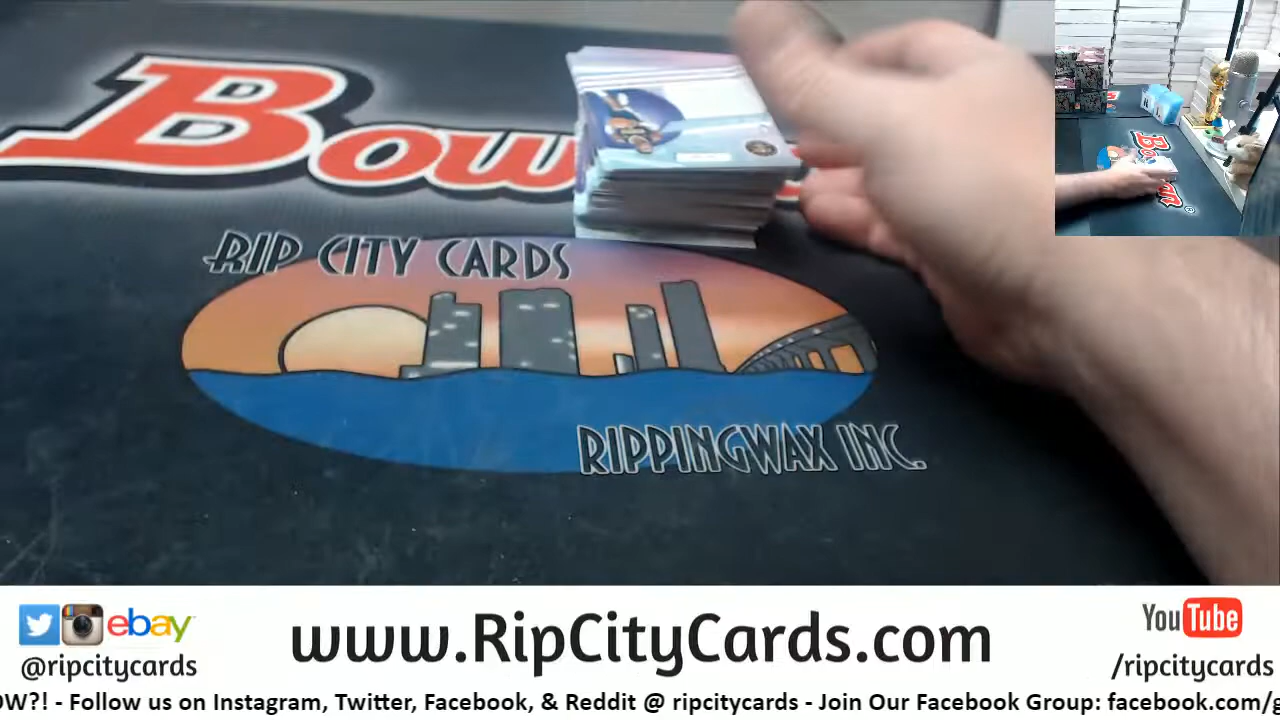 Bow
RIP CITY CARDS
RIPPINGWAX INC.
ebay
www.RipCityCards.com
YouTube
@ripcitycards
/ripcitycards
OW?! - Follow us on Instagram, Twitter, Facebook, & Reddit @ ripcitycards - Join Our Facebook Group: facebook.com/g